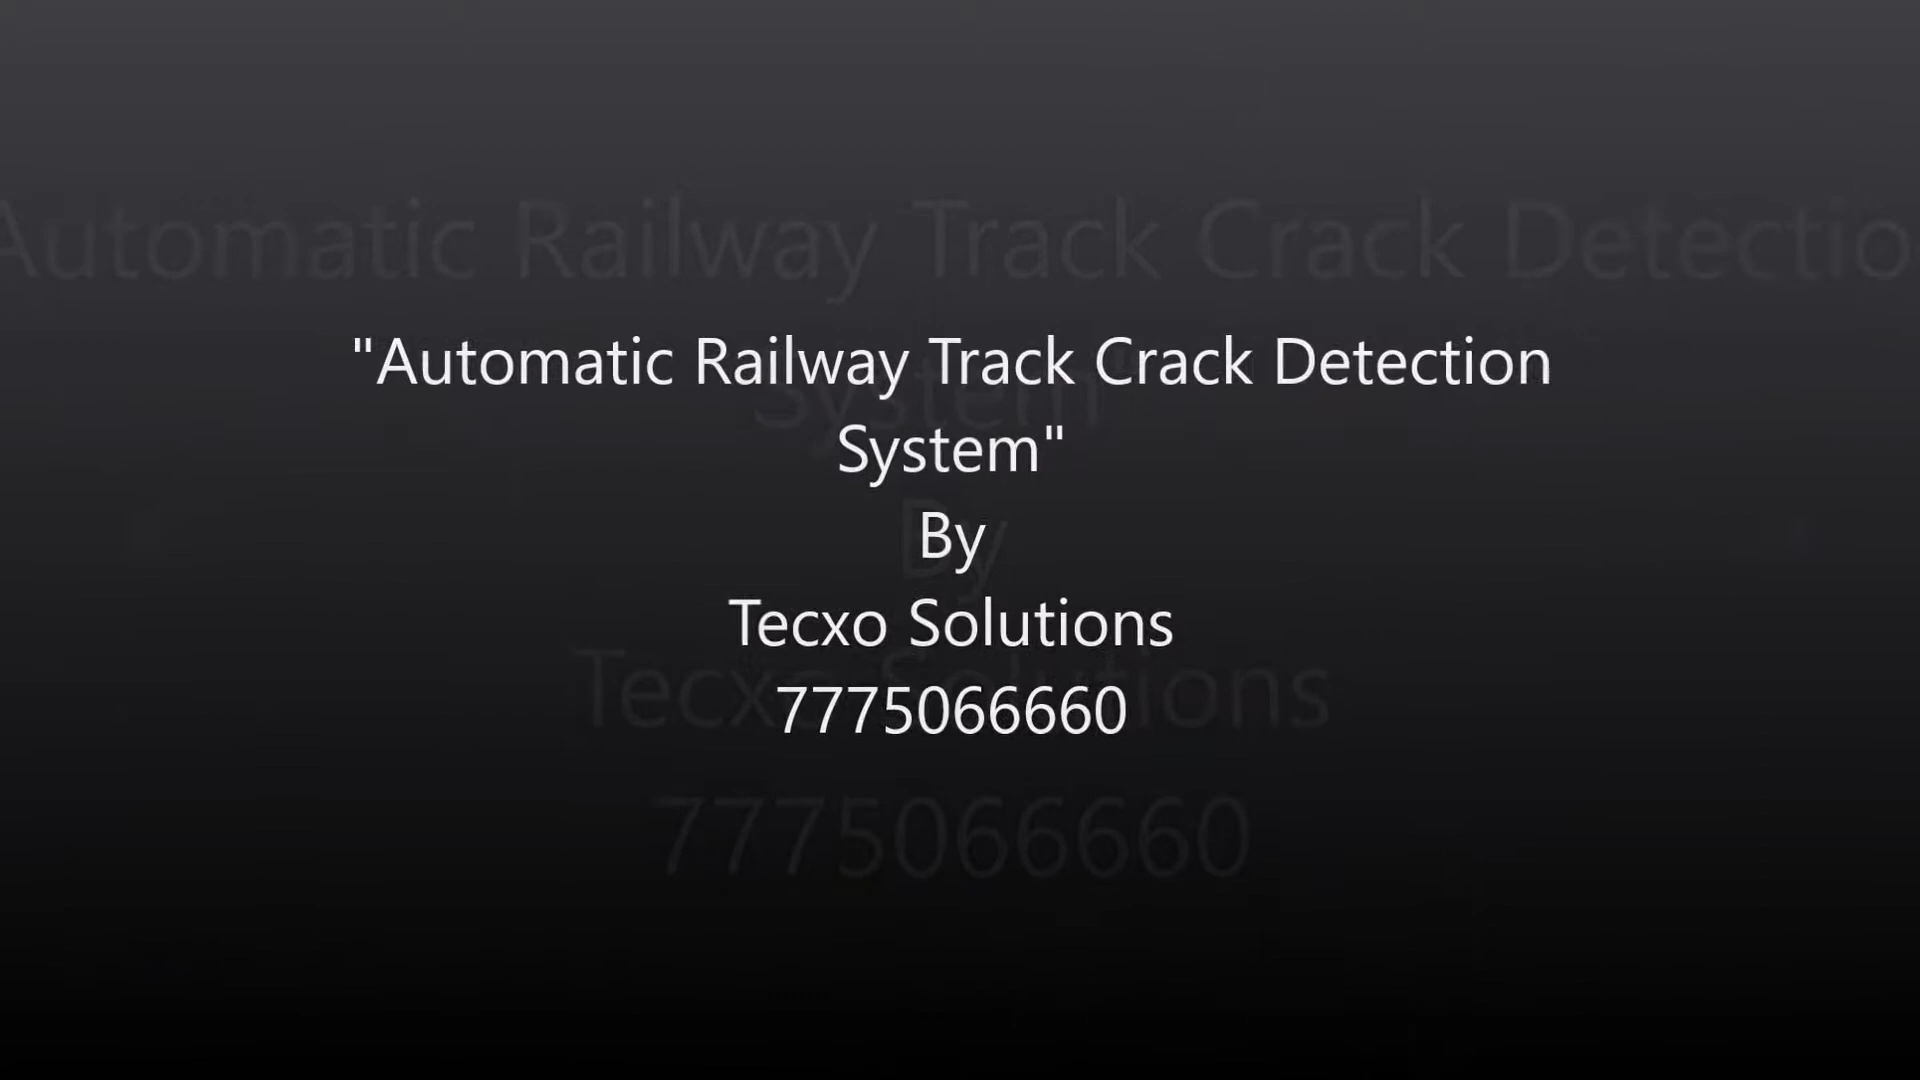 "Automatic Railway Track Crack Detection
System"
By
Tecxo Solutions
7775066660